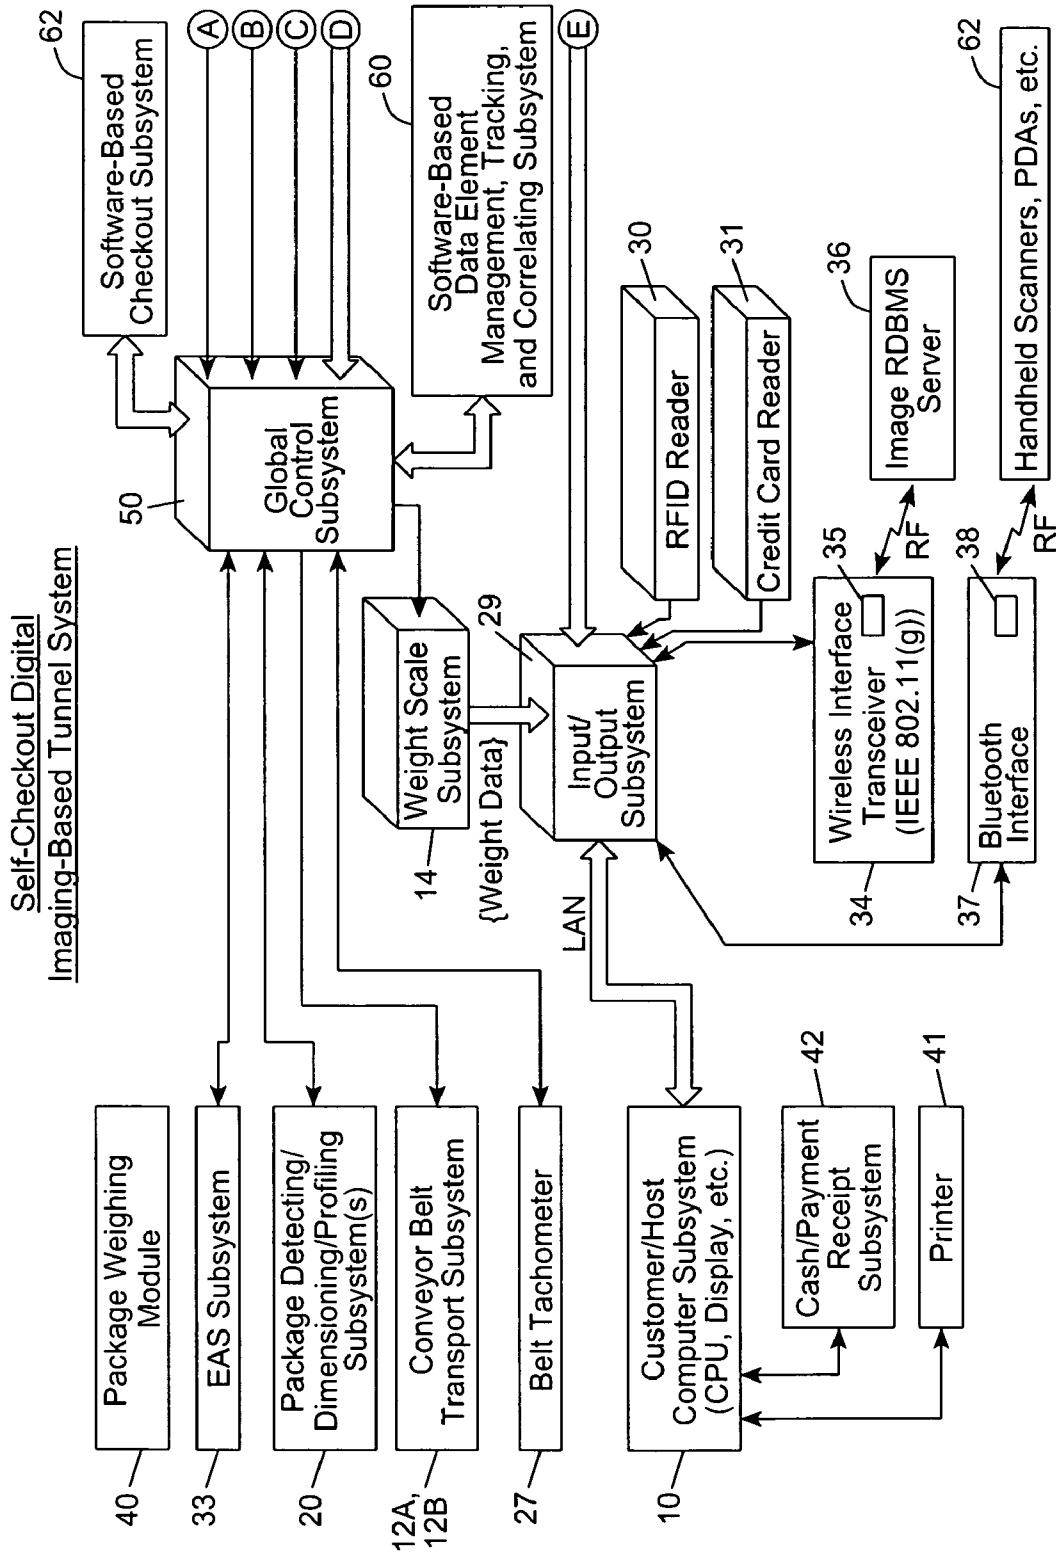 Self-Checkout Digital
Imaging-Based Tunnel System
40
Package Weighing
Module
33
EAS Subsystem
20
Package Detecting/
Dimensioning/Profiling
Subsystem(s)
12A,
12B
Conveyor Belt
Transport Subsystem
27
Belt Tachometer
10
Customer/Host
Computer Subsystem
(CPU, Display, etc.)
42
Cash/Payment
Receipt
Subsystem
41
Printer
LAN
50
Global
Control
Subsystem
14
Weight Scale
Subsystem
{Weight Data}
29
Input/
Output
Subsystem
62
Software-Based
Checkout Subsystem
A
B
C
D
60
Software-Based
Data Element
Management, Tracking,
and Correlating Subsystem
E
30
RFID Reader
31
Credit Card Reader
34
Wireless Interface
Transceiver
(IEEE 802.11(g))
35
RF
36
Image RDBMS
Server
37
Bluetooth
Interface
38
RF
62
Handheld Scanners, PDAs, etc.